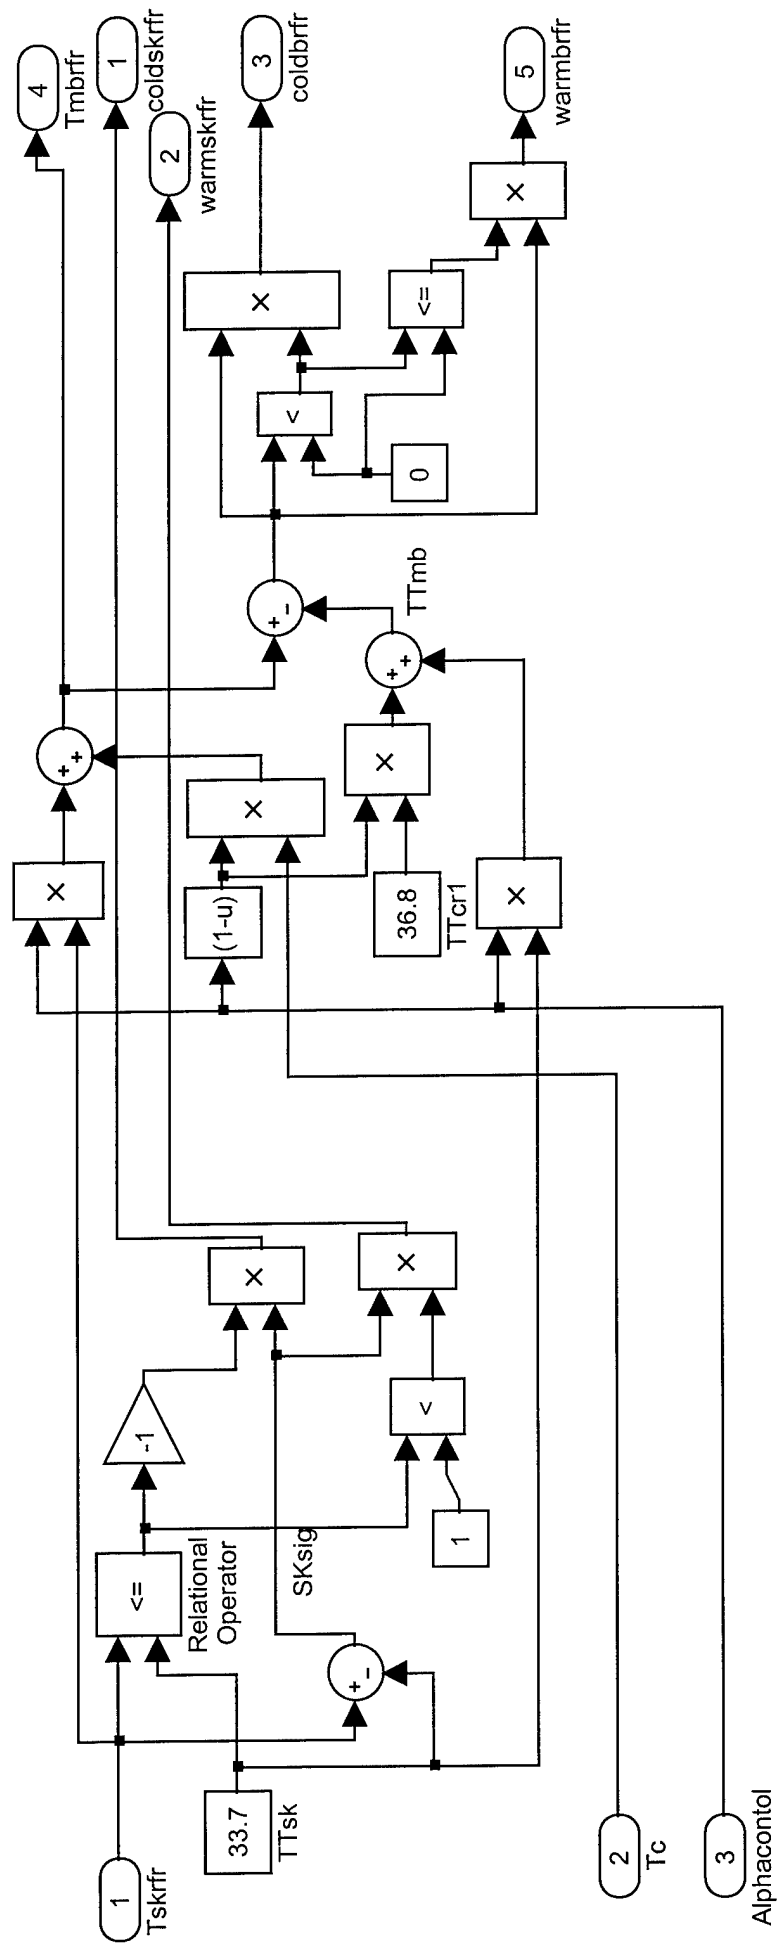 4
Tmbrfr
1
coldskrfr
2
warmskrfr
3
coldbrfr
5
warmbrfr
×
×
<=
<
0
+
-
TTmb
+
+
+
+
×
×
×
×
×
(1-u)
36.8
TTcr1
×
×
-1
<
1
<=
Relational
Operator
SKsig
+
-
33.7
TTsk
1
Tskrfr
2
Tc
3
Alphacontol